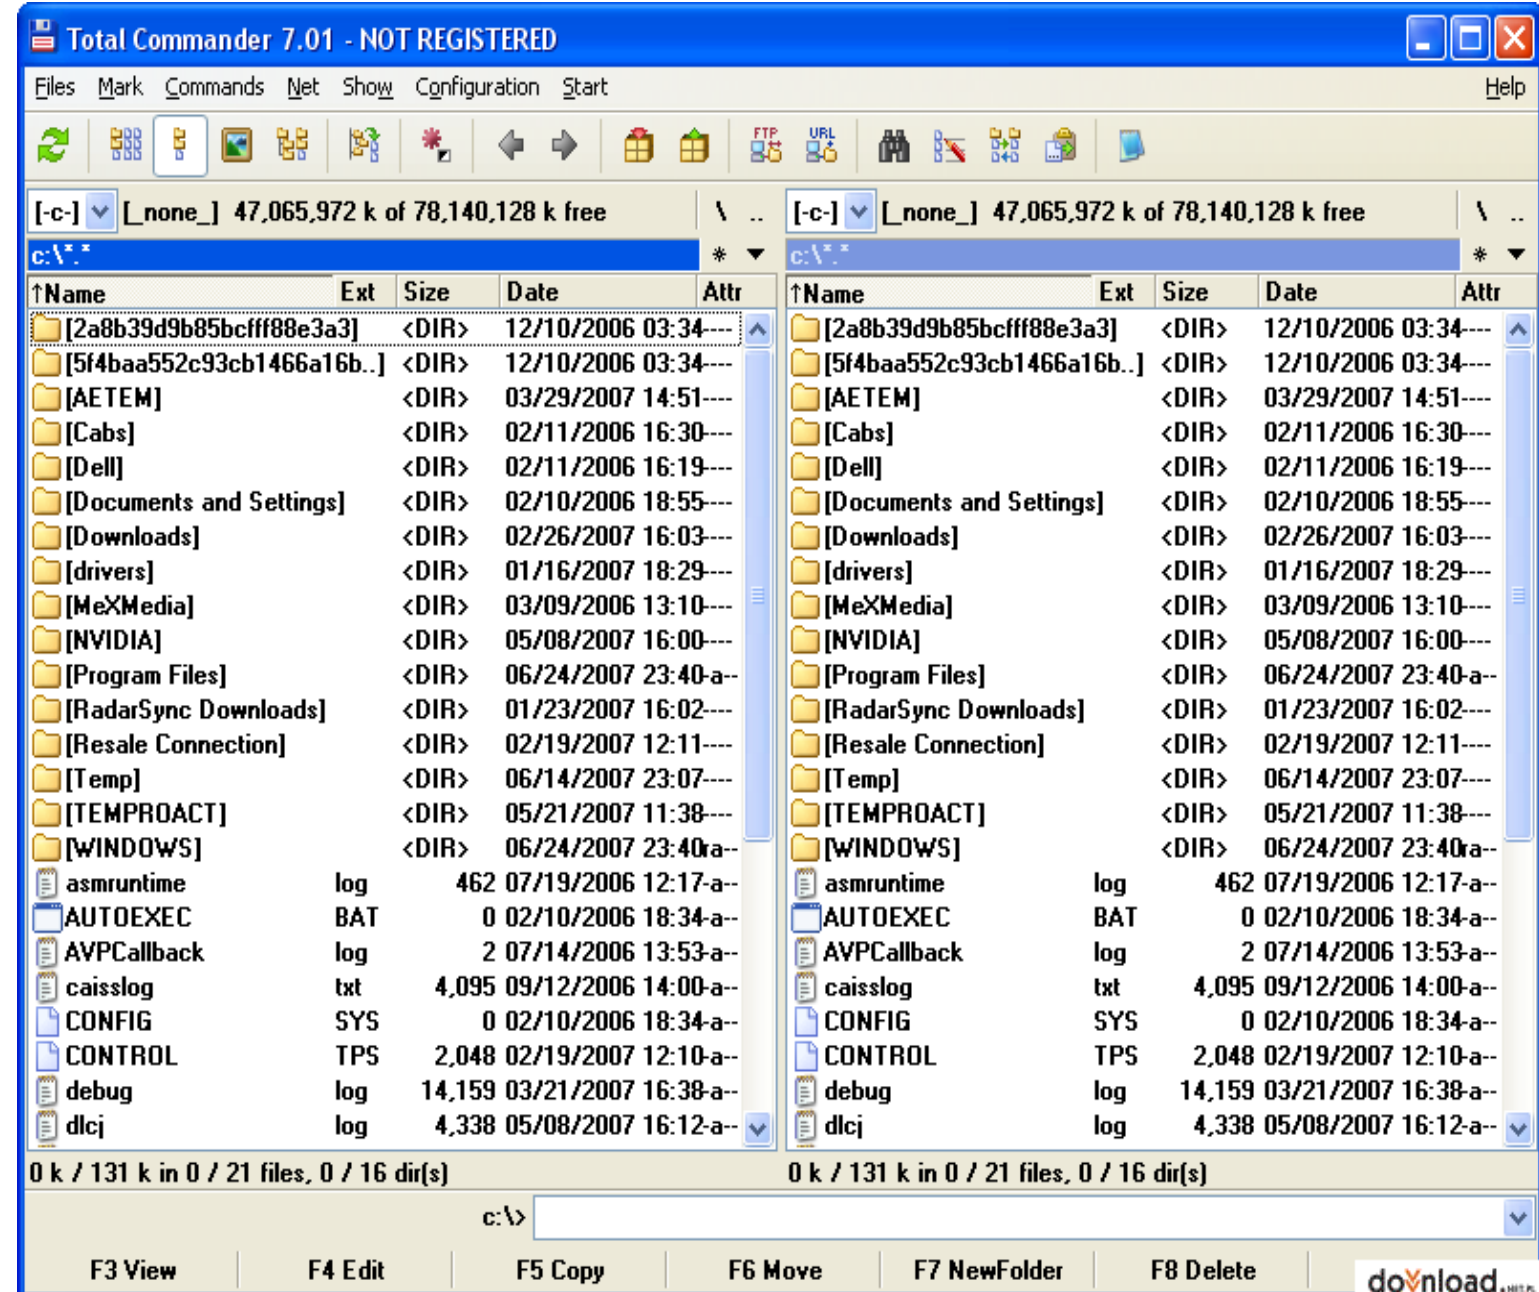 Total Commander 7.01 - NOT REGISTERED
Files Mark Commands Net Show Configuration Start Help
FTP URL
[-c-] [_none_] 47,065,972 k of 78,140,128 k free \ .. [-c-] [_none_] 47,065,972 k of 78,140,128 k free \ ..
c:\*.* * c:\*.* *
↑Name Ext Size Date Attr ↑Name Ext Size Date Attr
[2a8b39d9b85bcfff88e3a3] <DIR> 12/10/2006 03:34---- [2a8b39d9b85bcfff88e3a3] <DIR> 12/10/2006 03:34----
[5f4baa552c93cb1466a16b..] <DIR> 12/10/2006 03:34---- [5f4baa552c93cb1466a16b..] <DIR> 12/10/2006 03:34----
[AETEM] <DIR> 03/29/2007 14:51---- [AETEM] <DIR> 03/29/2007 14:51----
[Cabs] <DIR> 02/11/2006 16:30---- [Cabs] <DIR> 02/11/2006 16:30----
[Dell] <DIR> 02/11/2006 16:19---- [Dell] <DIR> 02/11/2006 16:19----
[Documents and Settings] <DIR> 02/10/2006 18:55---- [Documents and Settings] <DIR> 02/10/2006 18:55----
[Downloads] <DIR> 02/26/2007 16:03---- [Downloads] <DIR> 02/26/2007 16:03----
[drivers] <DIR> 01/16/2007 18:29---- [drivers] <DIR> 01/16/2007 18:29----
[MeXMedia] <DIR> 03/09/2006 13:10---- [MeXMedia] <DIR> 03/09/2006 13:10----
[NVIDIA] <DIR> 05/08/2007 16:00---- [NVIDIA] <DIR> 05/08/2007 16:00----
[Program Files] <DIR> 06/24/2007 23:40-a-- [Program Files] <DIR> 06/24/2007 23:40-a--
[RadarSync Downloads] <DIR> 01/23/2007 16:02---- [RadarSync Downloads] <DIR> 01/23/2007 16:02----
[Resale Connection] <DIR> 02/19/2007 12:11---- [Resale Connection] <DIR> 02/19/2007 12:11----
[Temp] <DIR> 06/14/2007 23:07---- [Temp] <DIR> 06/14/2007 23:07----
[TEMPROACT] <DIR> 05/21/2007 11:38---- [TEMPROACT] <DIR> 05/21/2007 11:38----
[WINDOWS] <DIR> 06/24/2007 23:40ra-- [WINDOWS] <DIR> 06/24/2007 23:40ra--
asmruntime log 462 07/19/2006 12:17-a-- asmruntime log 462 07/19/2006 12:17-a--
AUTOEXEC BAT 0 02/10/2006 18:34-a-- AUTOEXEC BAT 0 02/10/2006 18:34-a--
AVPCallback log 2 07/14/2006 13:53-a-- AVPCallback log 2 07/14/2006 13:53-a--
caisslog txt 4,095 09/12/2006 14:00-a-- caisslog txt 4,095 09/12/2006 14:00-a--
CONFIG SYS 0 02/10/2006 18:34-a-- CONFIG SYS 0 02/10/2006 18:34-a--
CONTROL TPS 2,048 02/19/2007 12:10-a-- CONTROL TPS 2,048 02/19/2007 12:10-a--
debug log 14,159 03/21/2007 16:38-a-- debug log 14,159 03/21/2007 16:38-a--
dlcj log 4,338 05/08/2007 16:12-a-- dlcj log 4,338 05/08/2007 16:12-a--
0 k / 131 k in 0 / 21 files, 0 / 16 dir(s) 0 k / 131 k in 0 / 21 files, 0 / 16 dir(s)
c:\>
F3 View F4 Edit F5 Copy F6 Move F7 NewFolder F8 Delete download